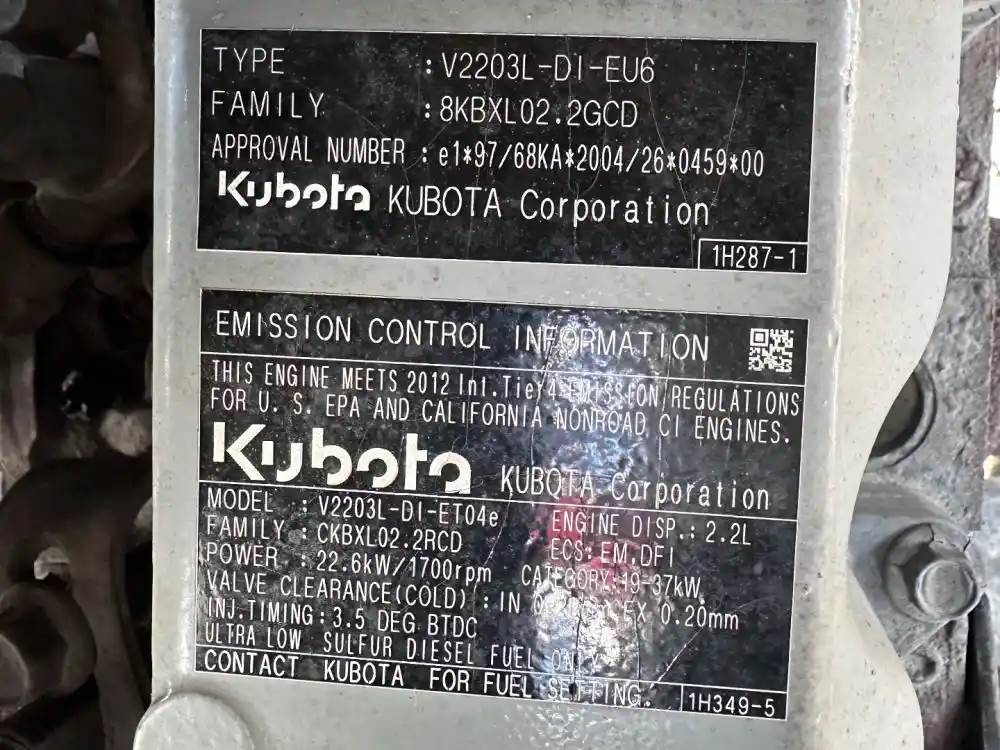 TYPE : V2203L-DI-EU6
FAMILY : 8KBXL02.2GCD
APPROVAL NUMBER : e1*97/68KA*2004/26*0459*00
Kubota KUBOTA Corporation
1H287-1
EMISSION CONTROL INFORMATION
THIS ENGINE MEETS 2012 Int.Tier4 EMISSION REGULATIONS
FOR U. S. EPA AND CALIFORNIA NONROAD CI ENGINES.
Kubota KUBOTA Corporation
MODEL : V2203L-DI-ET04e ENGINE DISP.: 2.2L
FAMILY : CKBXL02.2RCD ECS: EM,DFI
POWER : 22.6kW/1700rpm CATEGORY:19-37kW,
VALVE CLEARANCE(COLD) : IN EX 0.20mm
INJ.TIMING : 3.5 DEG.BTDC
ULTRA LOW SULFUR DIESEL FUEL ONLY
CONTACT KUBOTA FOR FUEL SETTING.
1H349-5